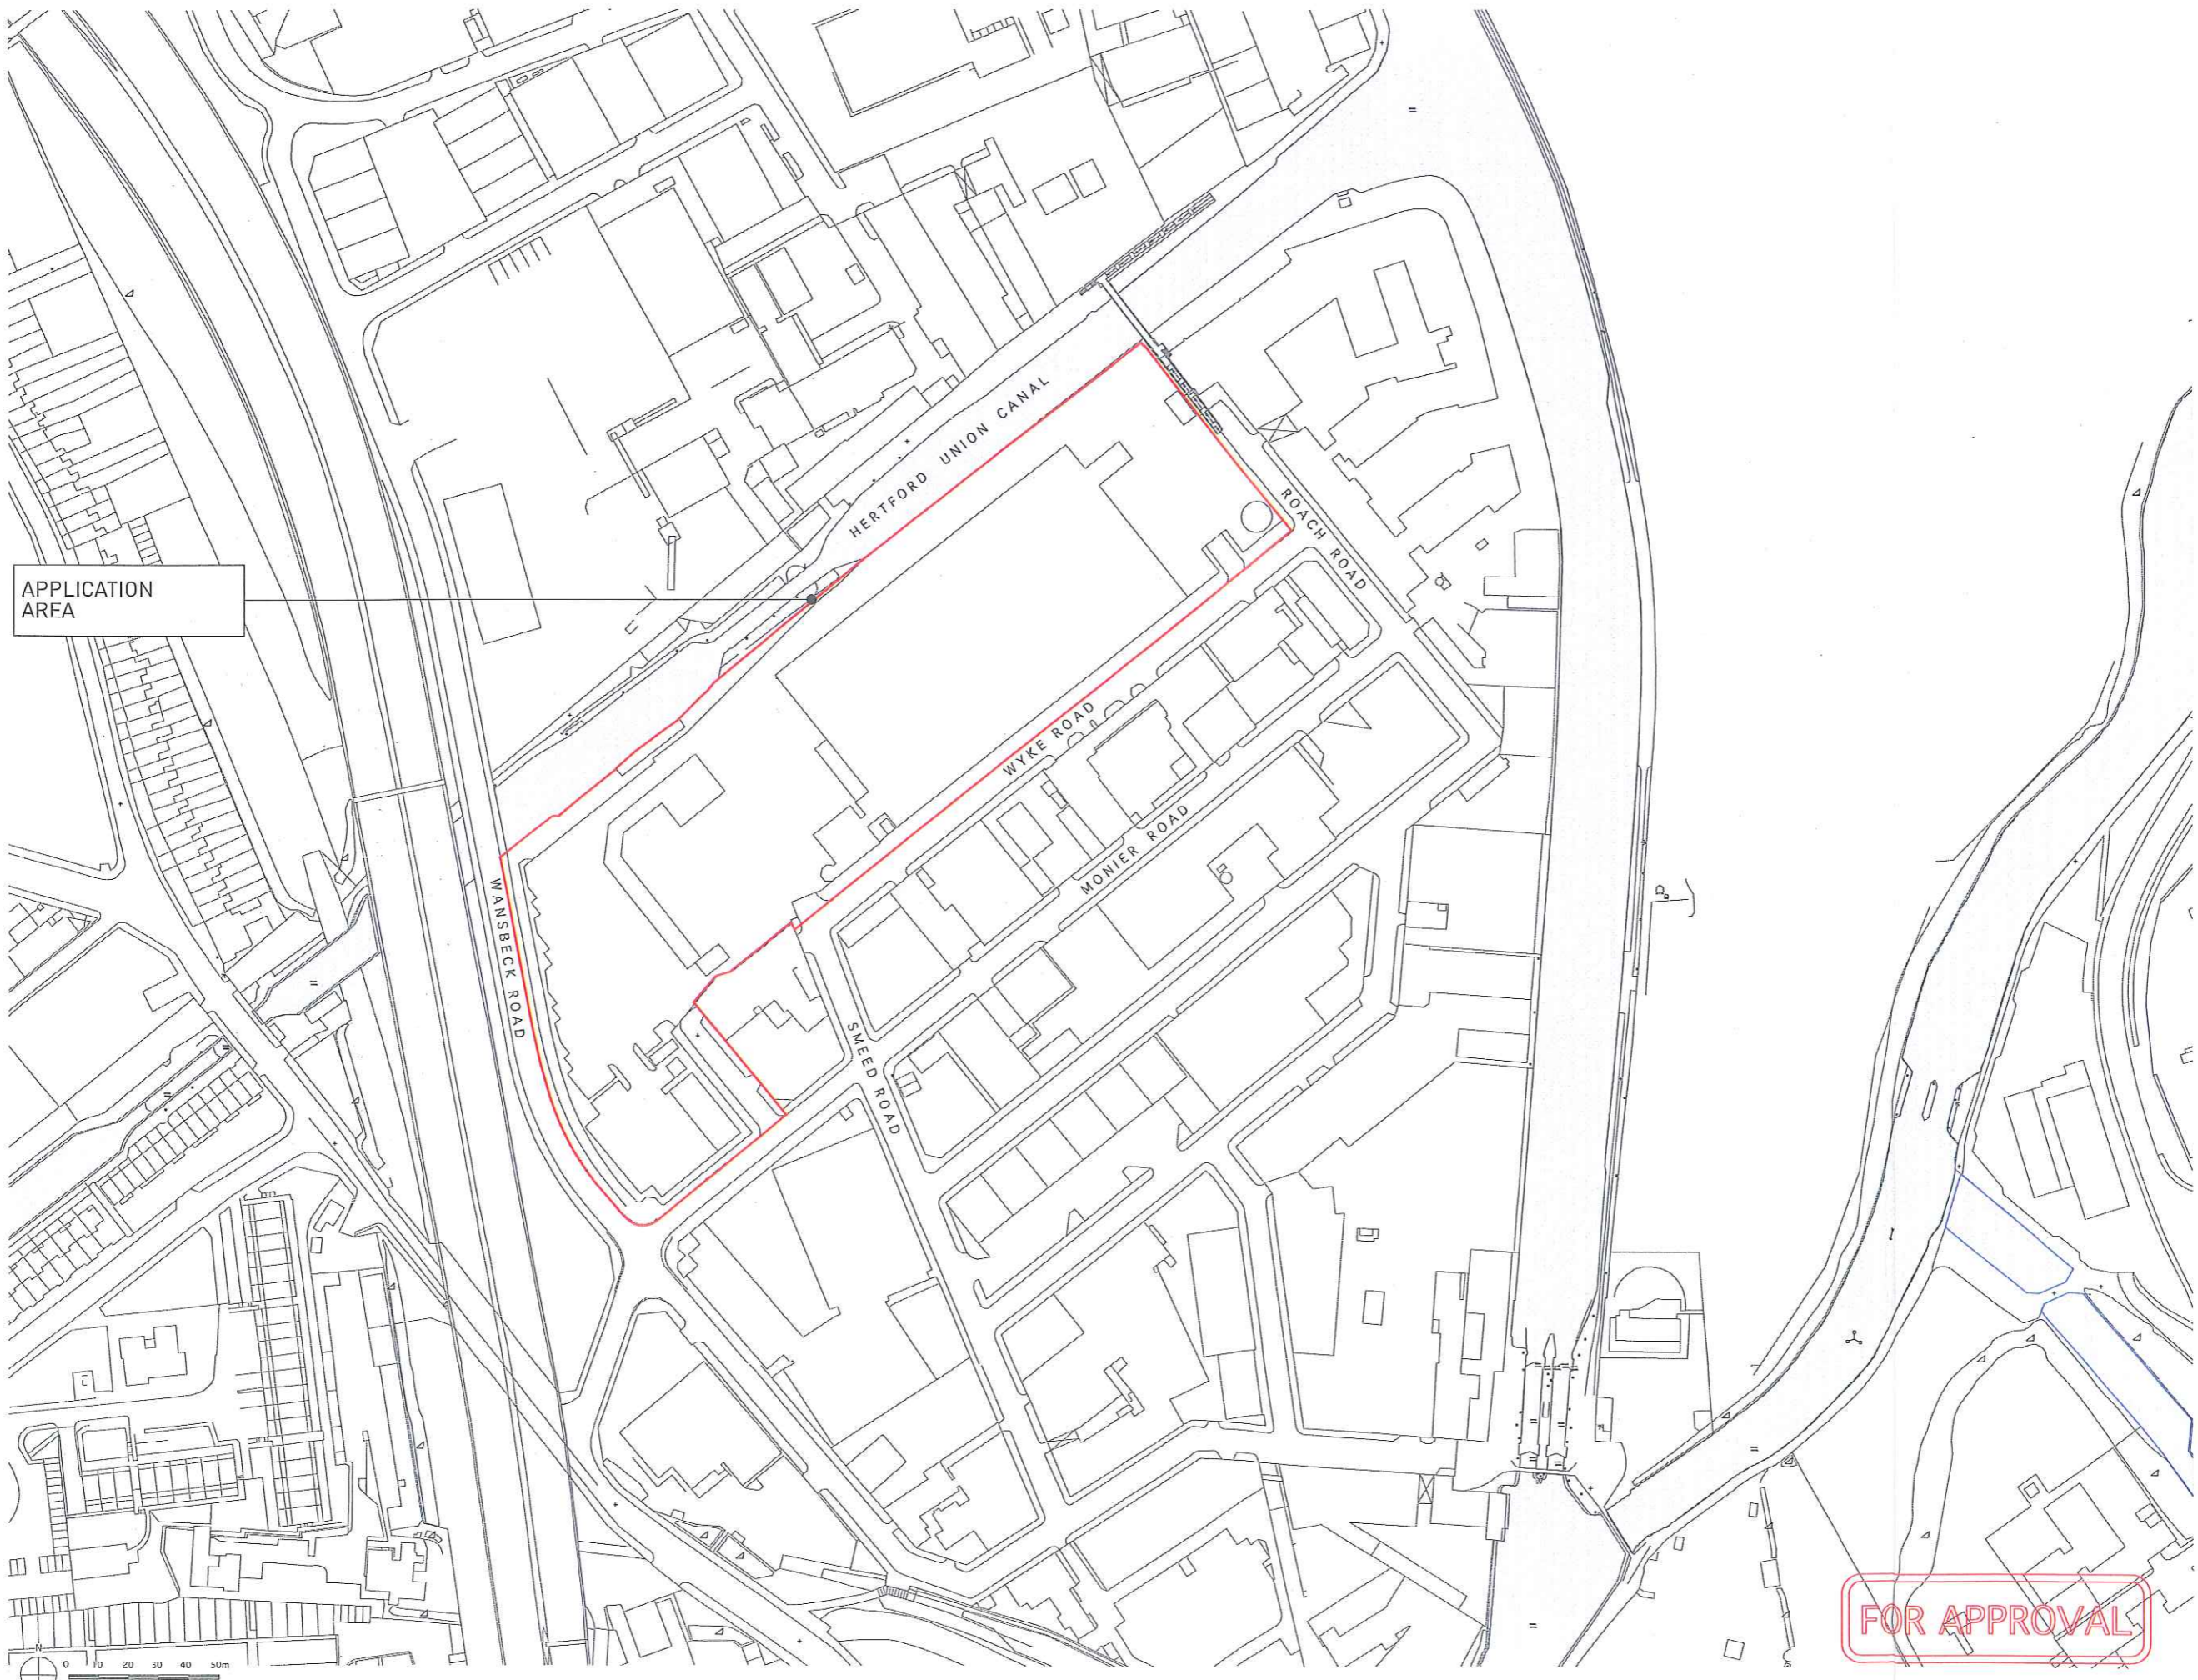 HERTFORD UNION CANAL
ROACH ROAD
APPLICATION
AREA
WYKE ROAD
MONIER ROAD
WANSBECK ROAD
SMEED ROAD
FOR APPROVAL
N
0 10 20 30 40 50m